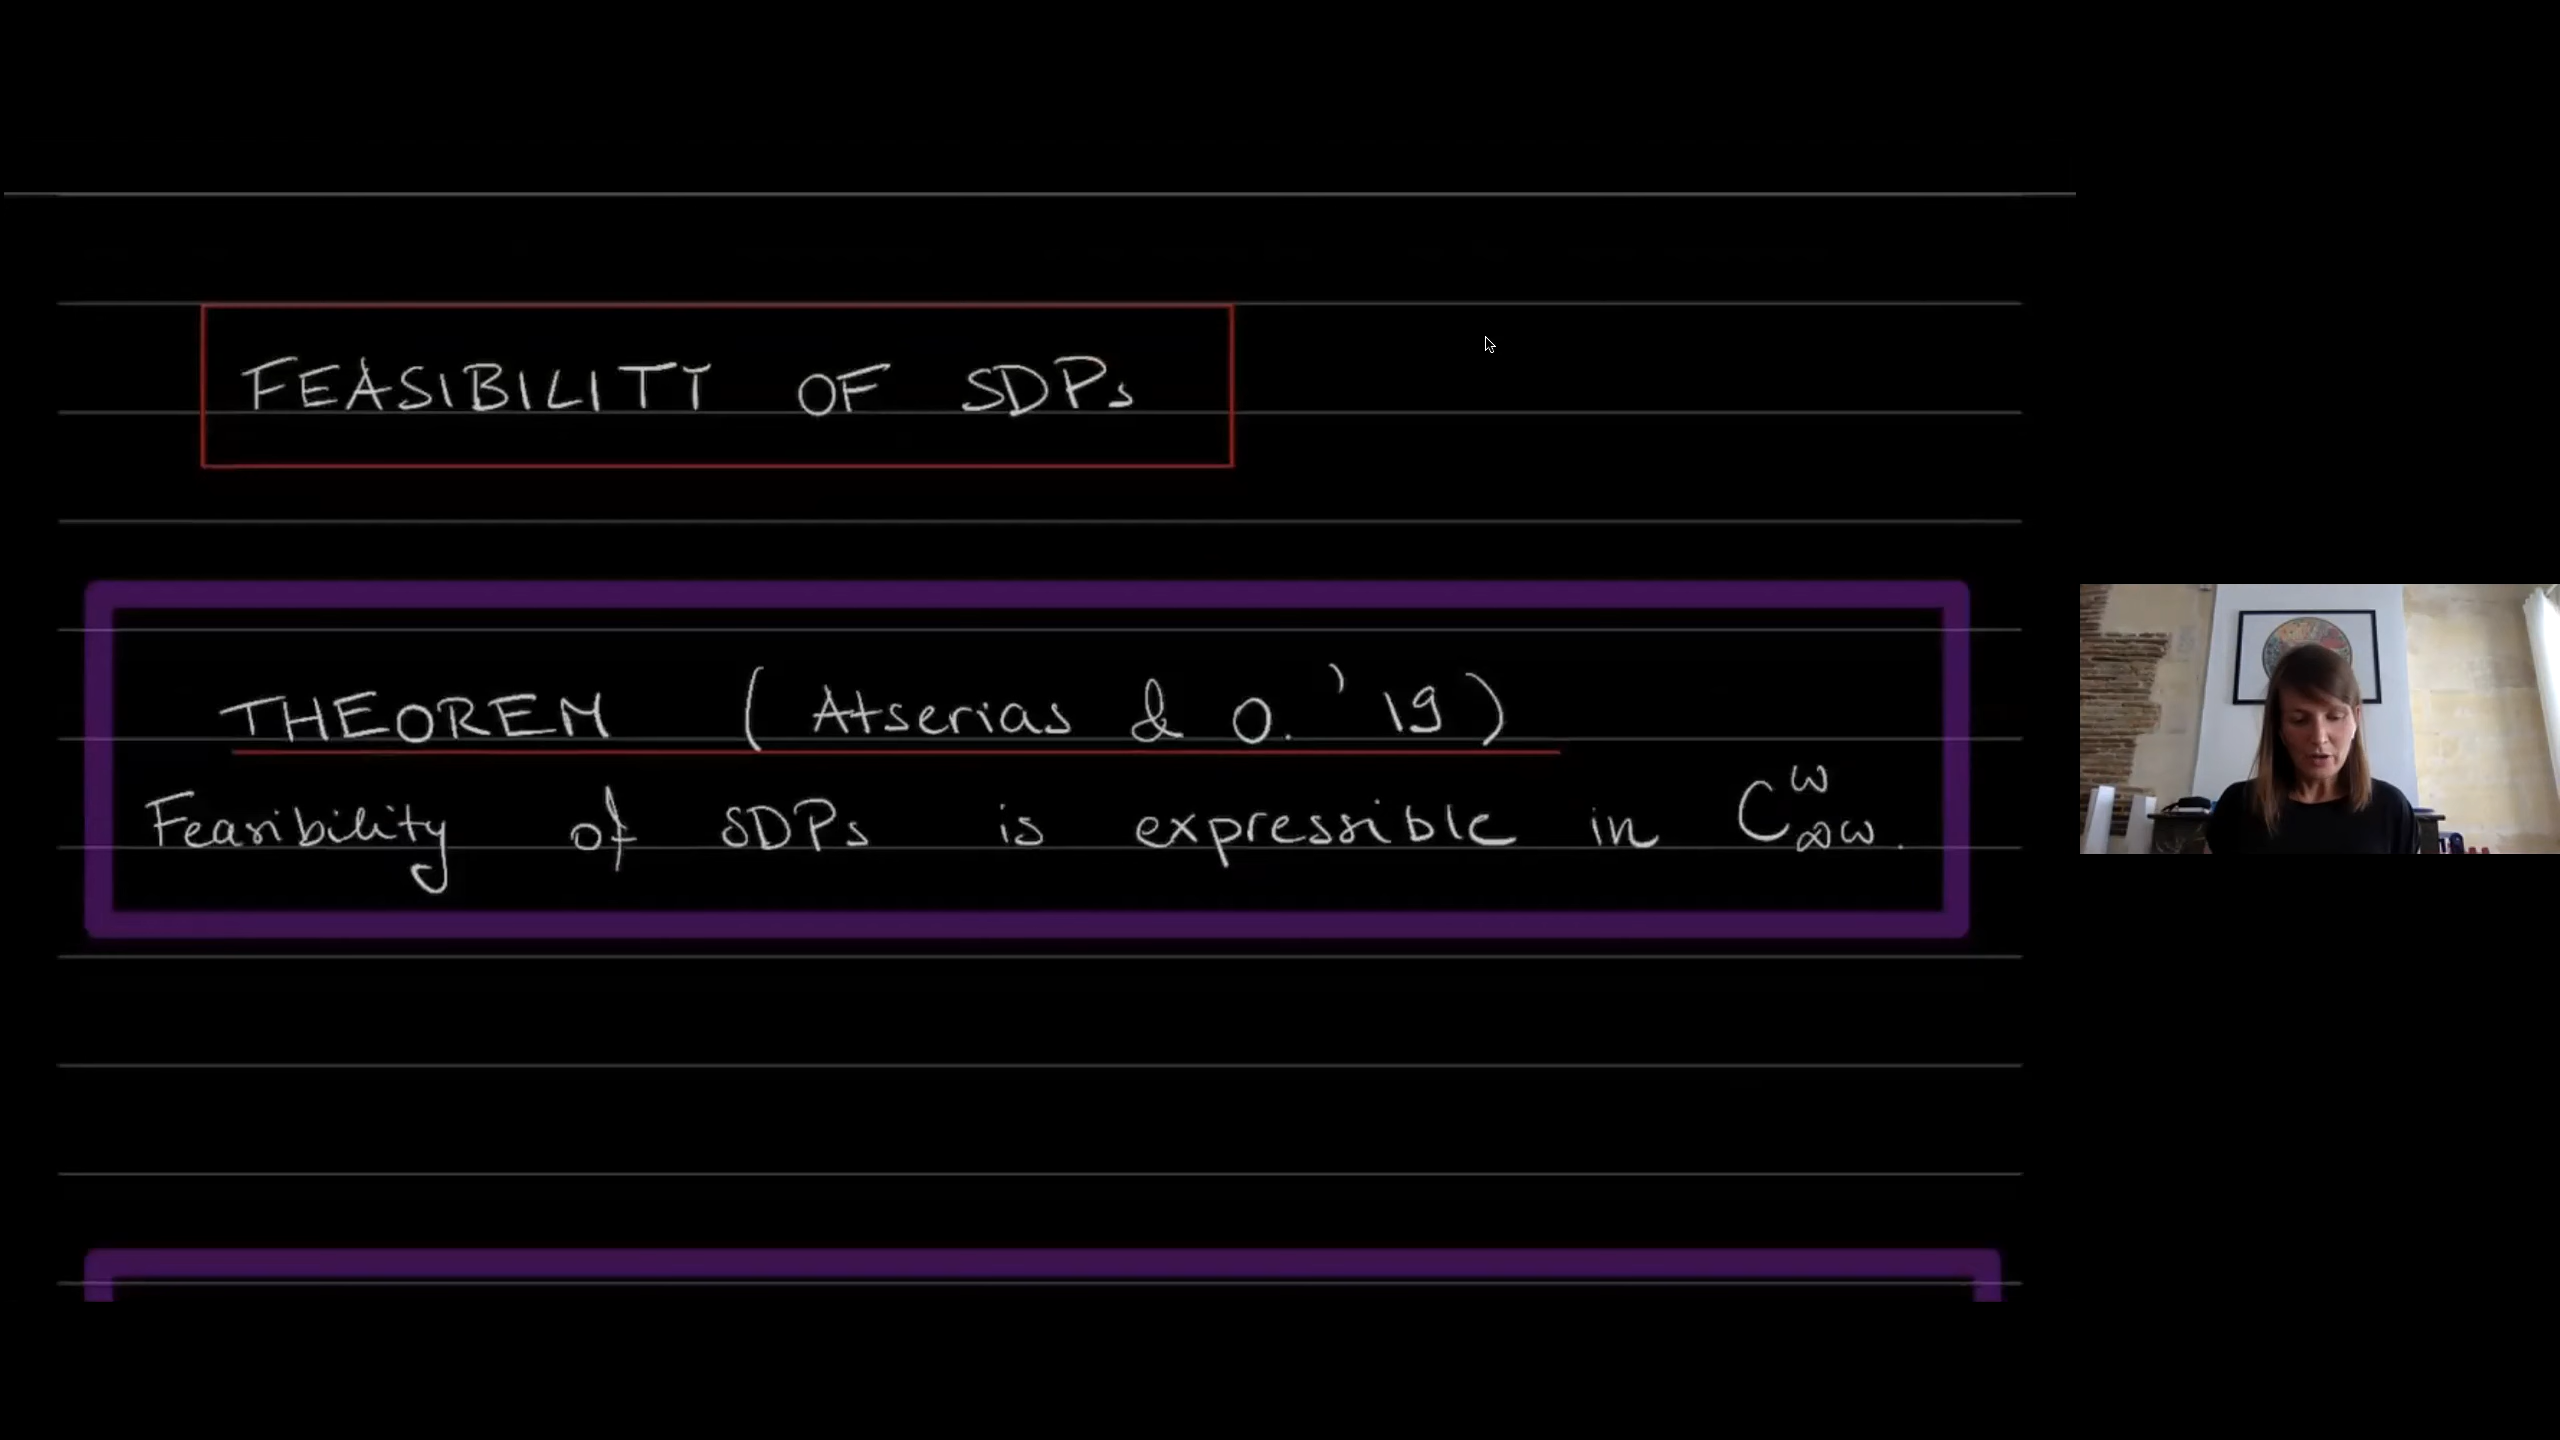 FEASIBILITY OF SDPs
THEOREM (Atserias & O. '19)
Feasibility of SDPs is expressible in C^ω_∞ω.